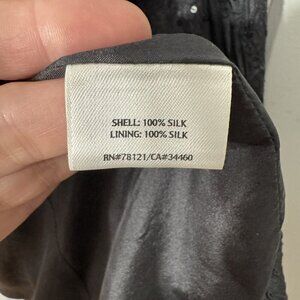 SHELL: 100% SILK
LINING: 100% SILK
RN#78121/CA#34460